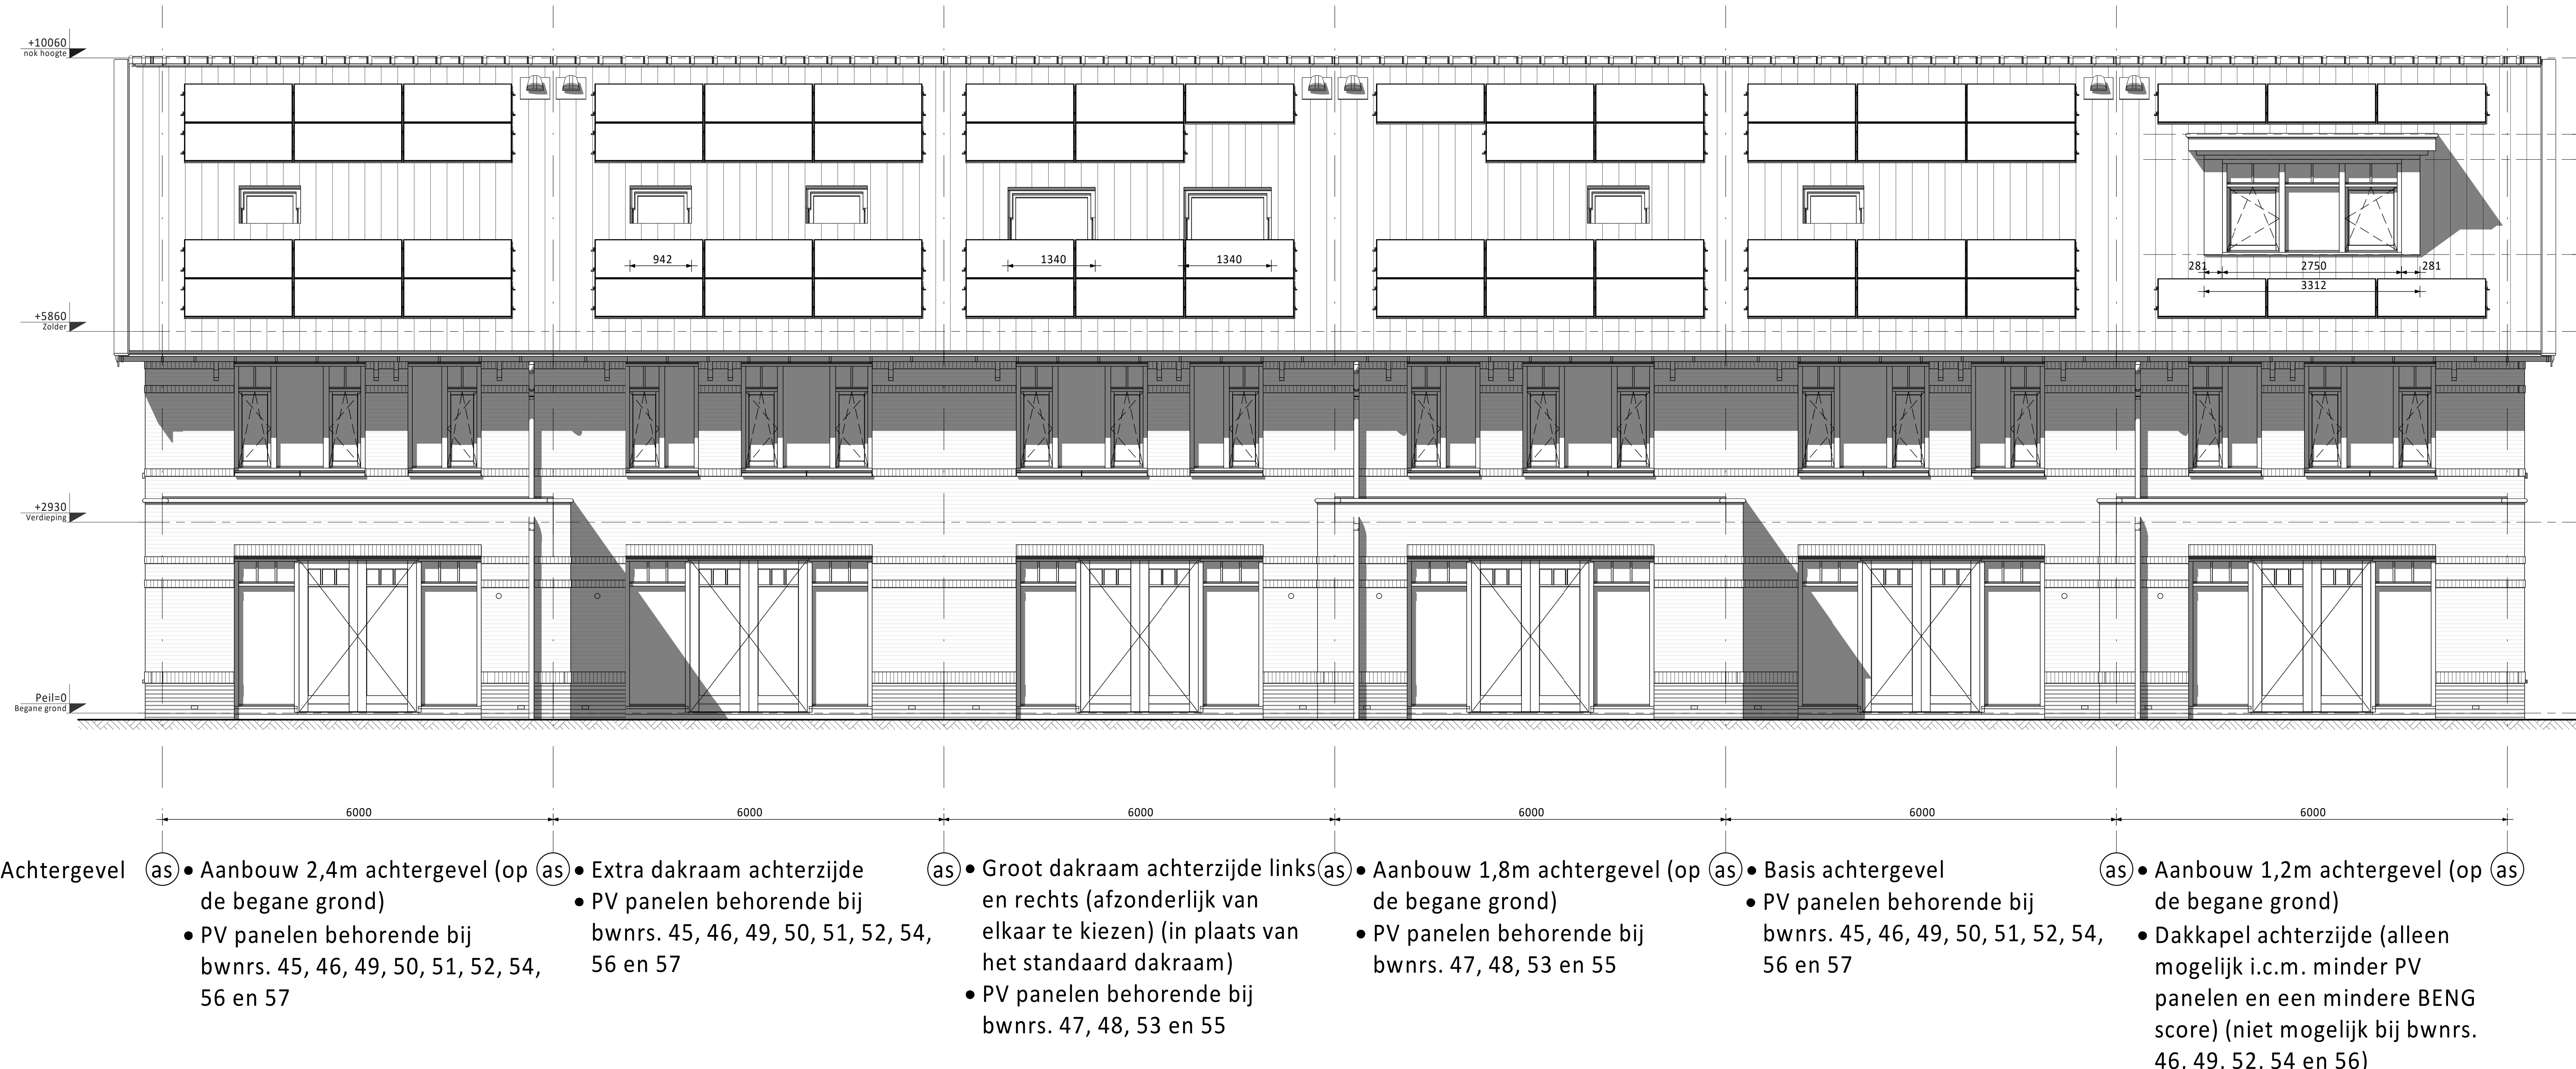 +10060
nok hoogte
+5860
Zolder
+2930
Verdieping
Peil=0
Begane grond
942
1340
1340
281
2750
281
3312
6000
6000
6000
6000
6000
6000
Achtergevel
as
• Aanbouw 2,4m achtergevel (op
de begane grond)
• PV panelen behorende bij
bwnrs. 45, 46, 49, 50, 51, 52, 54,
56 en 57
as
• Extra dakraam achterzijde
• PV panelen behorende bij
bwnrs. 45, 46, 49, 50, 51, 52, 54,
56 en 57
as
• Groot dakraam achterzijde links
en rechts (afzonderlijk van
elkaar te kiezen) (in plaats van
het standaard dakraam)
• PV panelen behorende bij
bwnrs. 47, 48, 53 en 55
as
• Aanbouw 1,8m achtergevel (op
de begane grond)
• PV panelen behorende bij
bwnrs. 47, 48, 53 en 55
as
• Basis achtergevel
• PV panelen behorende bij
bwnrs. 45, 46, 49, 50, 51, 52, 54,
56 en 57
as
• Aanbouw 1,2m achtergevel (op
de begane grond)
• Dakkapel achterzijde (alleen
mogelijk i.c.m. minder PV
panelen en een mindere BENG
score) (niet mogelijk bij bwnrs.
46, 49, 52, 54 en 56)
as